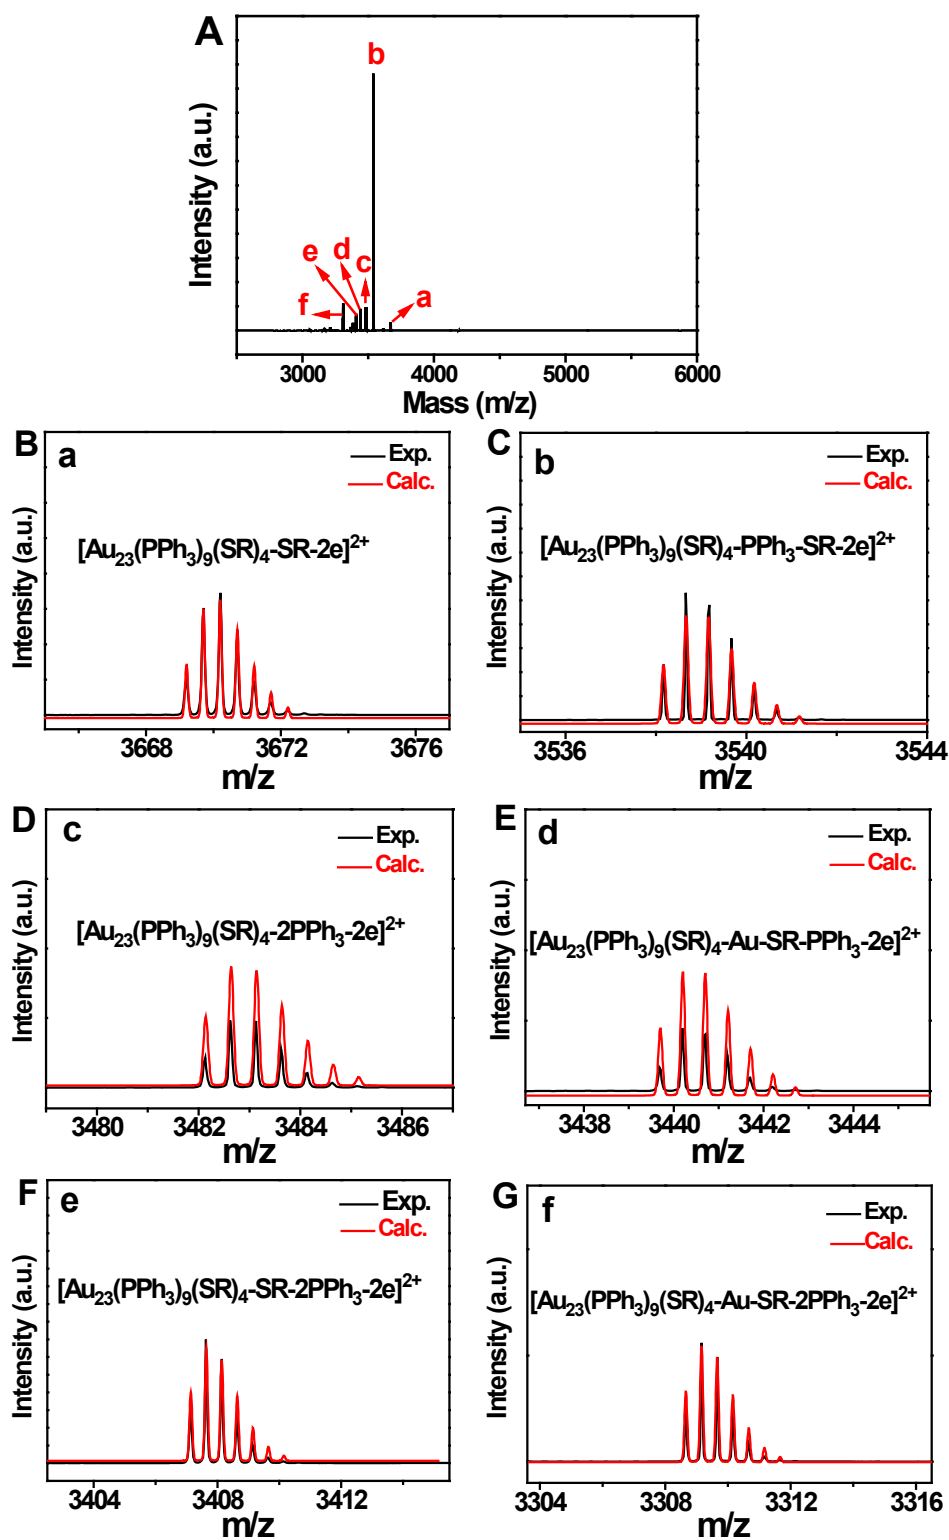 A
b
e
d
c
f
a
Intensity (a.u.)
3000 4000 5000 6000
Mass (m/z)
B
a
Exp.
Calc.
[Au₂₃(PPh₃)₉(SR)₄-SR-2e]²⁺
Intensity (a.u.)
3668 3672 3676
m/z
C
b
Exp.
Calc.
[Au₂₃(PPh₃)₉(SR)₄-PPh₃-SR-2e]²⁺
Intensity (a.u.)
3536 3540 3544
m/z
D
c
Exp.
Calc.
[Au₂₃(PPh₃)₉(SR)₄-2PPh₃-2e]²⁺
Intensity (a.u.)
3480 3482 3484 3486
m/z
E
d
Exp.
Calc.
[Au₂₃(PPh₃)₉(SR)₄-Au-SR-PPh₃-2e]²⁺
Intensity (a.u.)
3438 3440 3442 3444
m/z
F
e
Exp.
Calc.
[Au₂₃(PPh₃)₉(SR)₄-SR-2PPh₃-2e]²⁺
Intensity (a.u.)
3404 3408 3412
m/z
G
f
Exp.
Calc.
[Au₂₃(PPh₃)₉(SR)₄-Au-SR-2PPh₃-2e]²⁺
Intensity (a.u.)
3304 3308 3312 3316
m/z